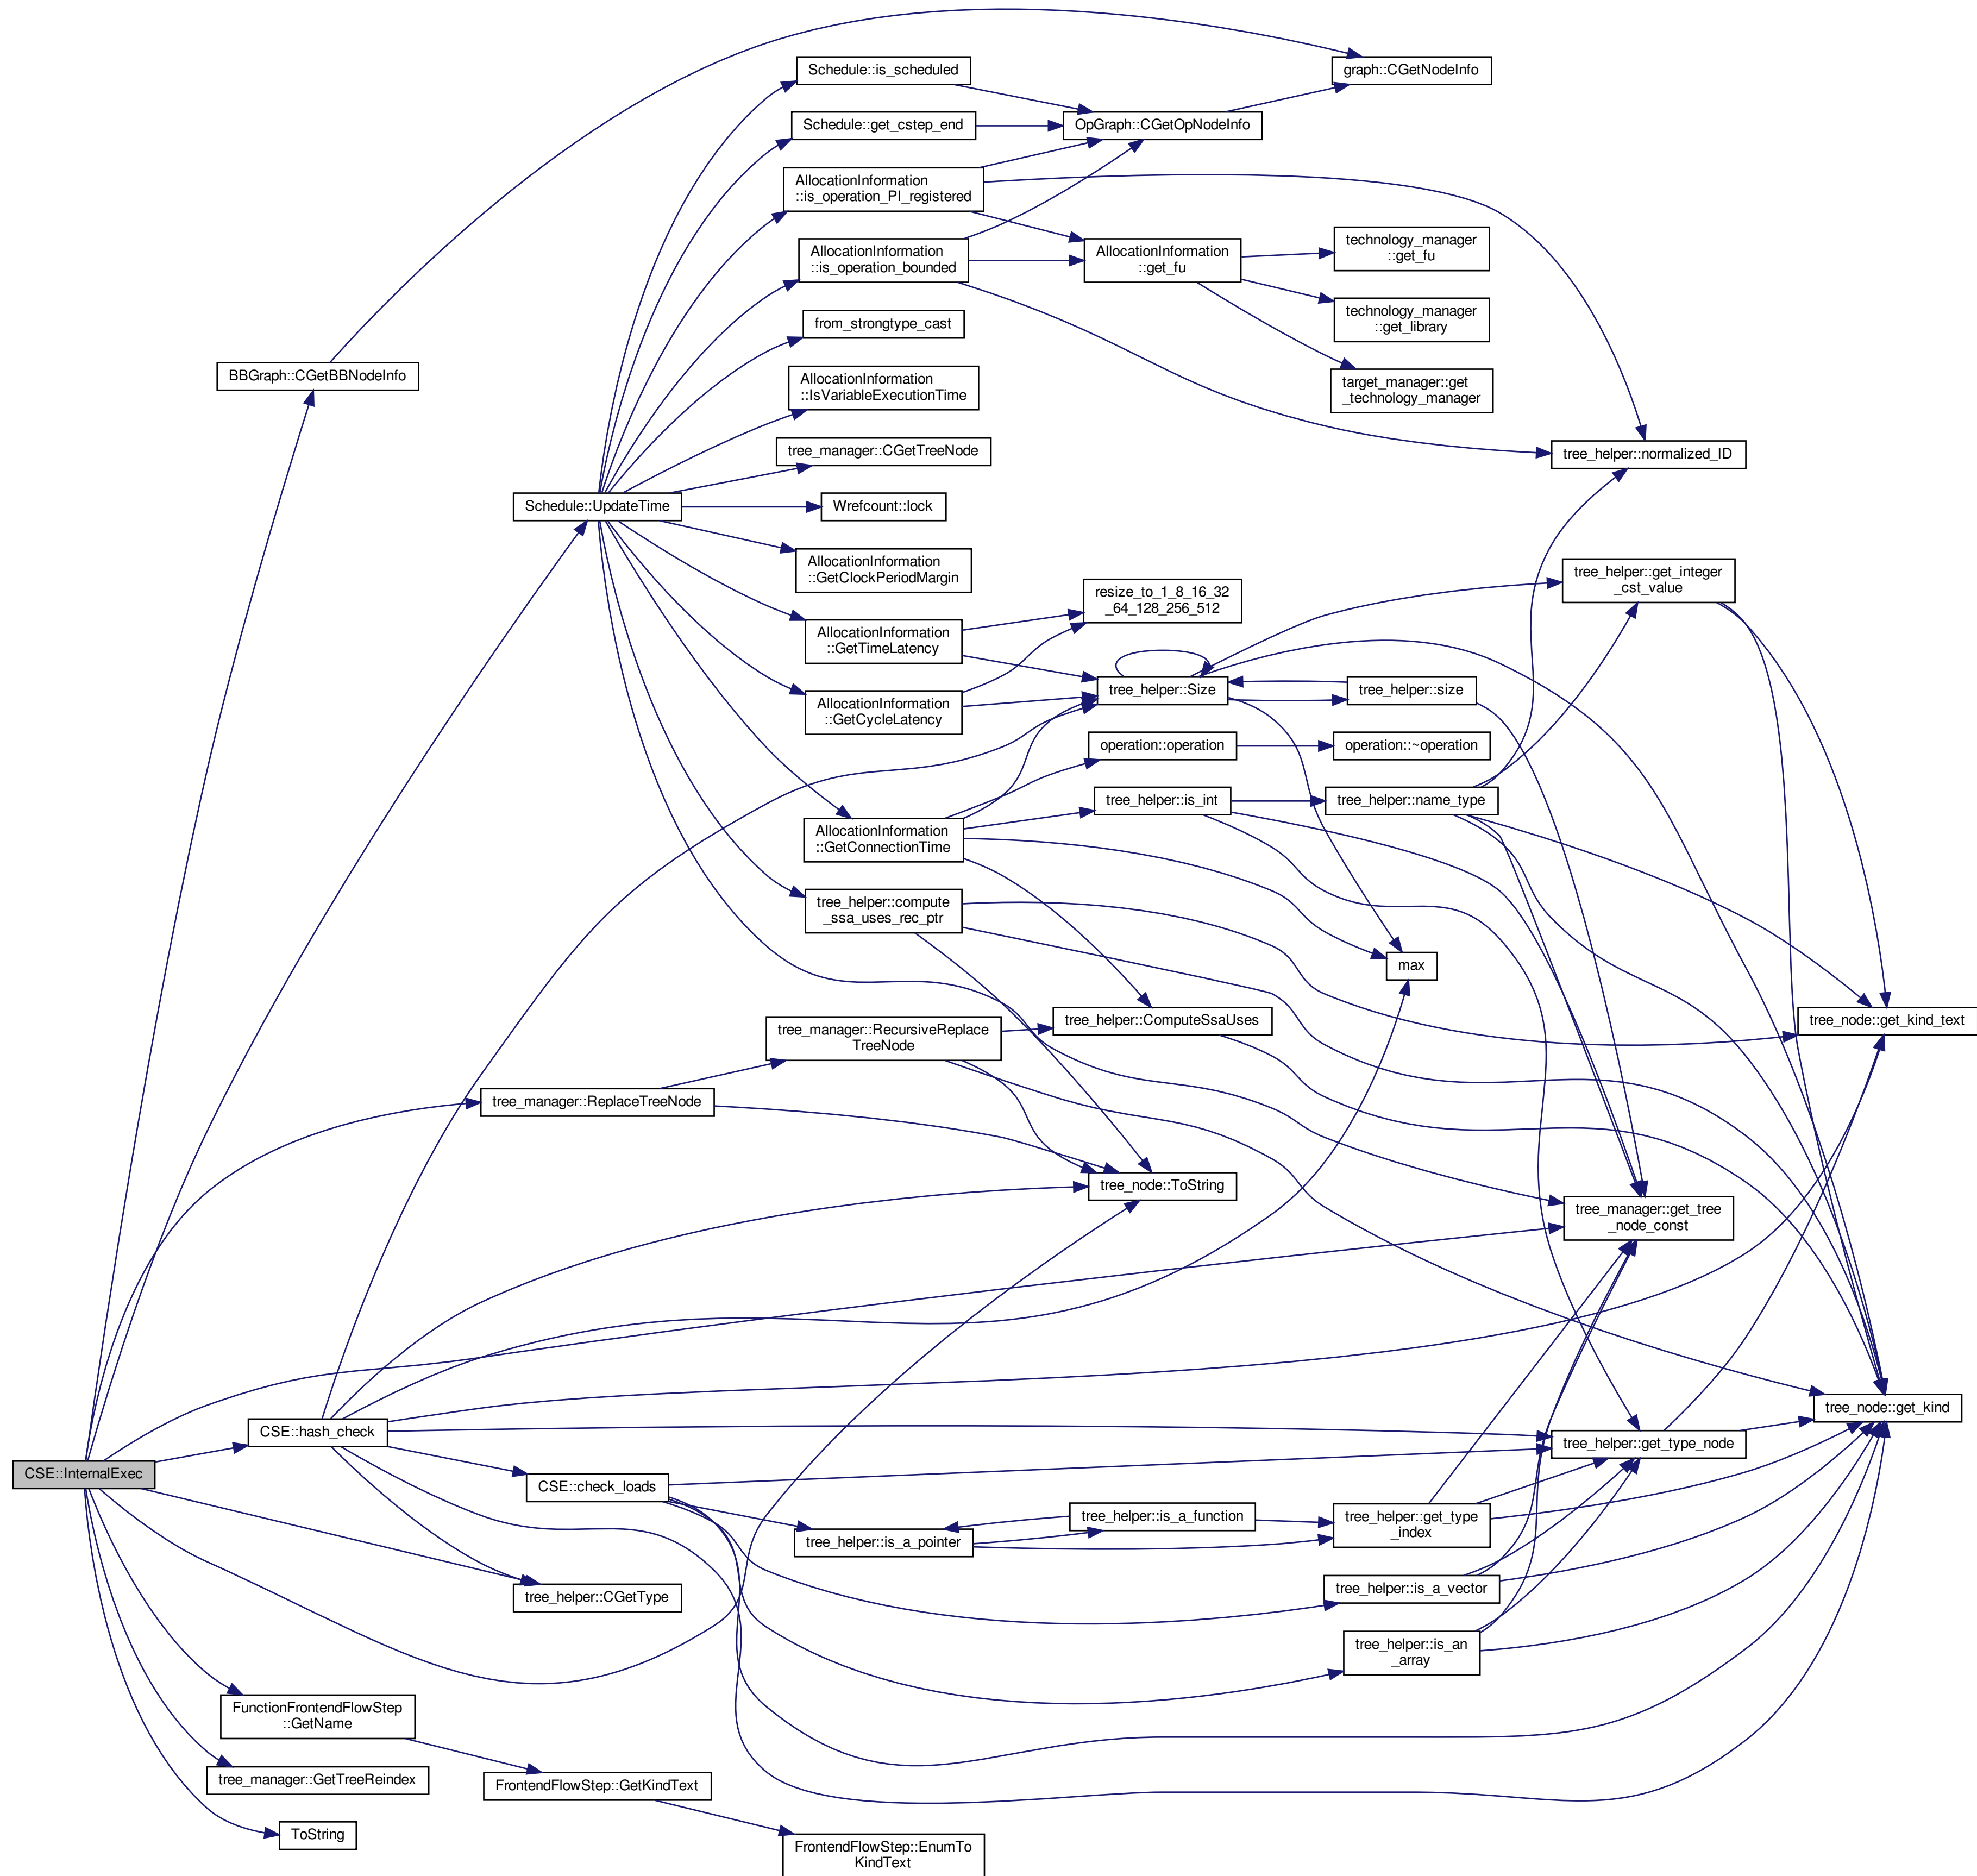 Schedule::is_scheduled
graph::CGetNodeInfo
Schedule::get_cstep_end
OpGraph::CGetOpNodeInfo
AllocationInformation
::is_operation_PI_registered
AllocationInformation
::is_operation_bounded
AllocationInformation
::get_fu
technology_manager
::get_fu
technology_manager
::get_library
from_strongtype_cast
BBGraph::CGetBBNodeInfo
AllocationInformation
::IsVariableExecutionTime
target_manager::get
_technology_manager
tree_manager::CGetTreeNode
tree_helper::normalized_ID
Schedule::UpdateTime
Wrefcount::lock
AllocationInformation
::GetClockPeriodMargin
tree_helper::get_integer
_cst_value
resize_to_1_8_16_32
_64_128_256_512
AllocationInformation
::GetTimeLatency
tree_helper::Size
tree_helper::size
AllocationInformation
::GetCycleLatency
operation::operation
operation::~operation
tree_helper::is_int
tree_helper::name_type
AllocationInformation
::GetConnectionTime
tree_helper::compute
_ssa_uses_rec_ptr
max
tree_helper::ComputeSsaUses
tree_node::get_kind_text
tree_manager::RecursiveReplace
TreeNode
tree_manager::ReplaceTreeNode
tree_node::ToString
tree_manager::get_tree
_node_const
tree_node::get_kind
CSE::hash_check
tree_helper::get_type_node
CSE::InternalExec
CSE::check_loads
tree_helper::is_a_function
tree_helper::get_type
_index
tree_helper::is_a_pointer
tree_helper::CGetType
tree_helper::is_a_vector
tree_helper::is_an
_array
FunctionFrontendFlowStep
::GetName
tree_manager::GetTreeReindex
FrontendFlowStep::GetKindText
ToString
FrontendFlowStep::EnumTo
KindText